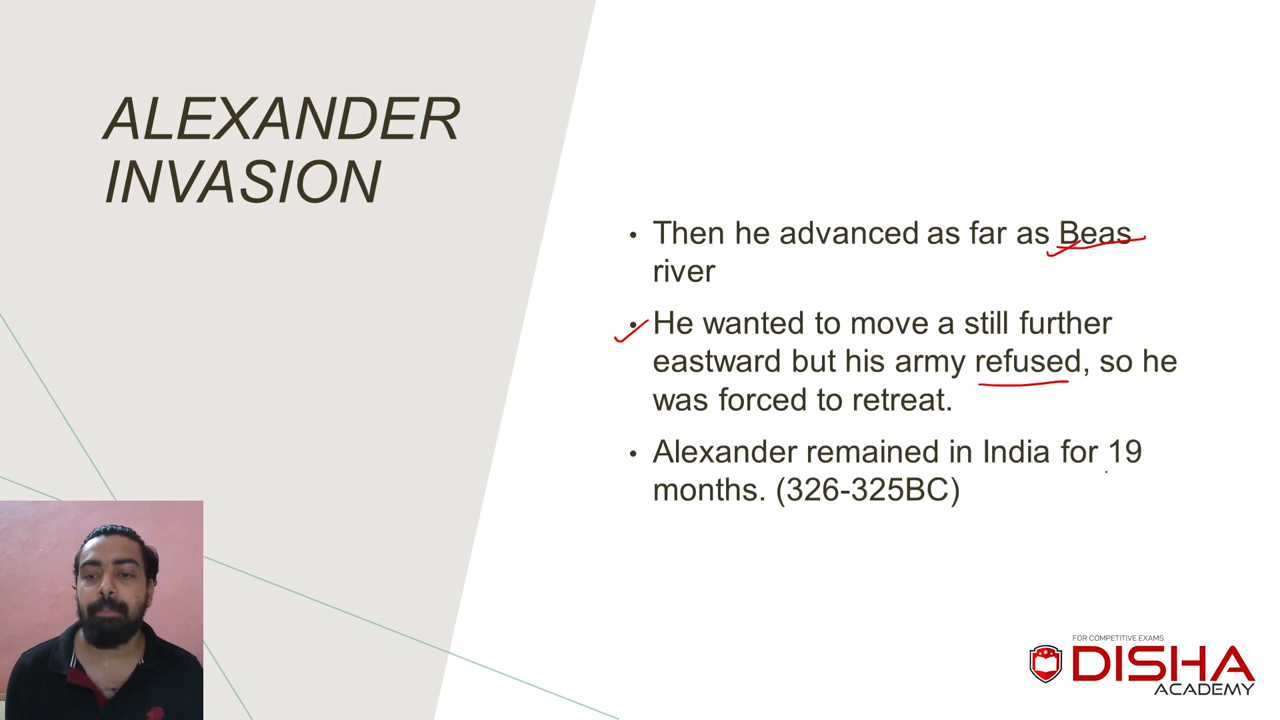 ALEXANDER
INVASION
• Then he advanced as far as Beas
river
• He wanted to move a still further
eastward but his army refused, so he
was forced to retreat.
• Alexander remained in India for 19
months. (326-325BC)
FOR COMPETITIVE EXAMS
DISHA
ACADEMY